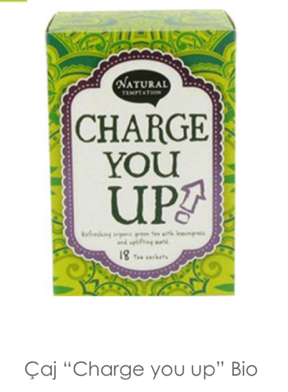 NATURAL
TEMPTATION
CHARGE
YOU
UP!
Refreshing organic green tea with lemongrass
and uplifting maté.
18 Tea sachets
Çaj “Charge you up” Bio